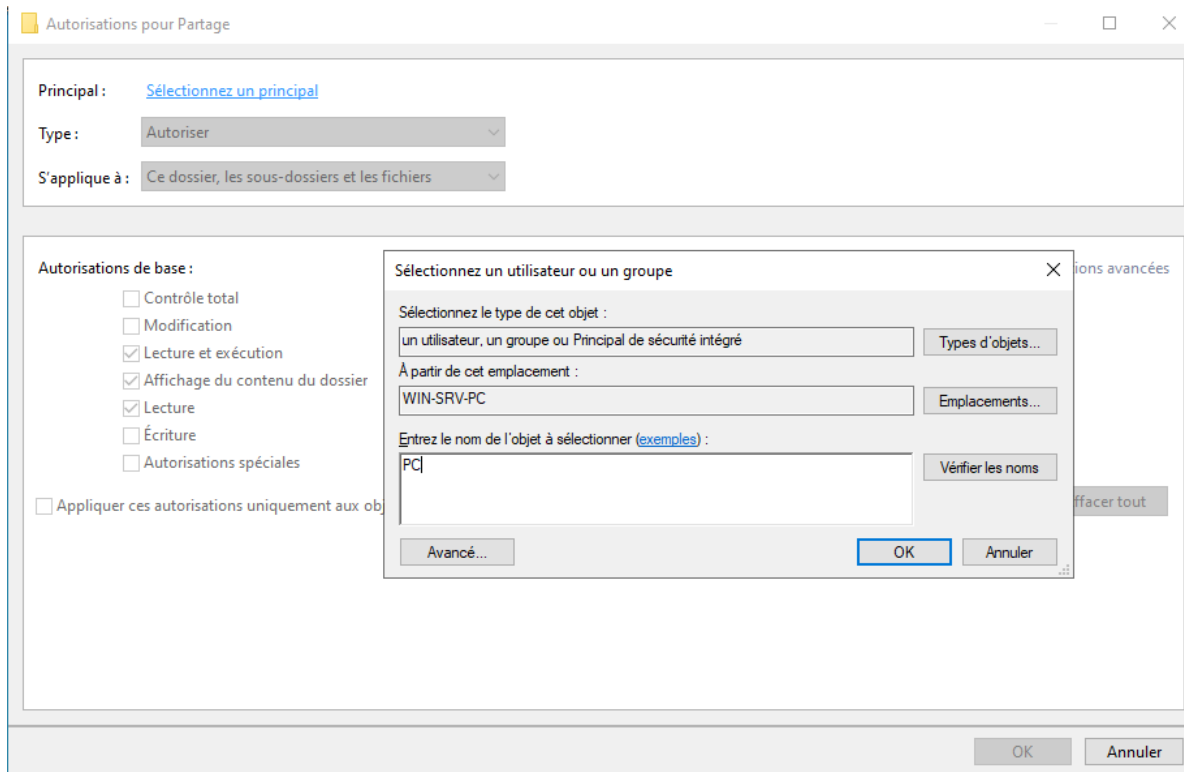 Autorisations pour Partage
Principal : Sélectionnez un principal
Type : Autoriser
S'applique à : Ce dossier, les sous-dossiers et les fichiers
Autorisations de base :
Contrôle total
Modification
Lecture et exécution
Affichage du contenu du dossier
Lecture
Écriture
Autorisations spéciales
Appliquer ces autorisations uniquement aux
avancées
tout
Sélectionnez un utilisateur ou un groupe
Sélectionnez le type de cet objet :
un utilisateur, un groupe ou Principal de sécurité intégré Types d'objets...
À partir de cet emplacement :
WIN-SRV-PC Emplacements...
Entrez le nom de l'objet à sélectionner (exemples) :
PC Vérifier les noms
Avancé... OK Annuler
OK Annuler